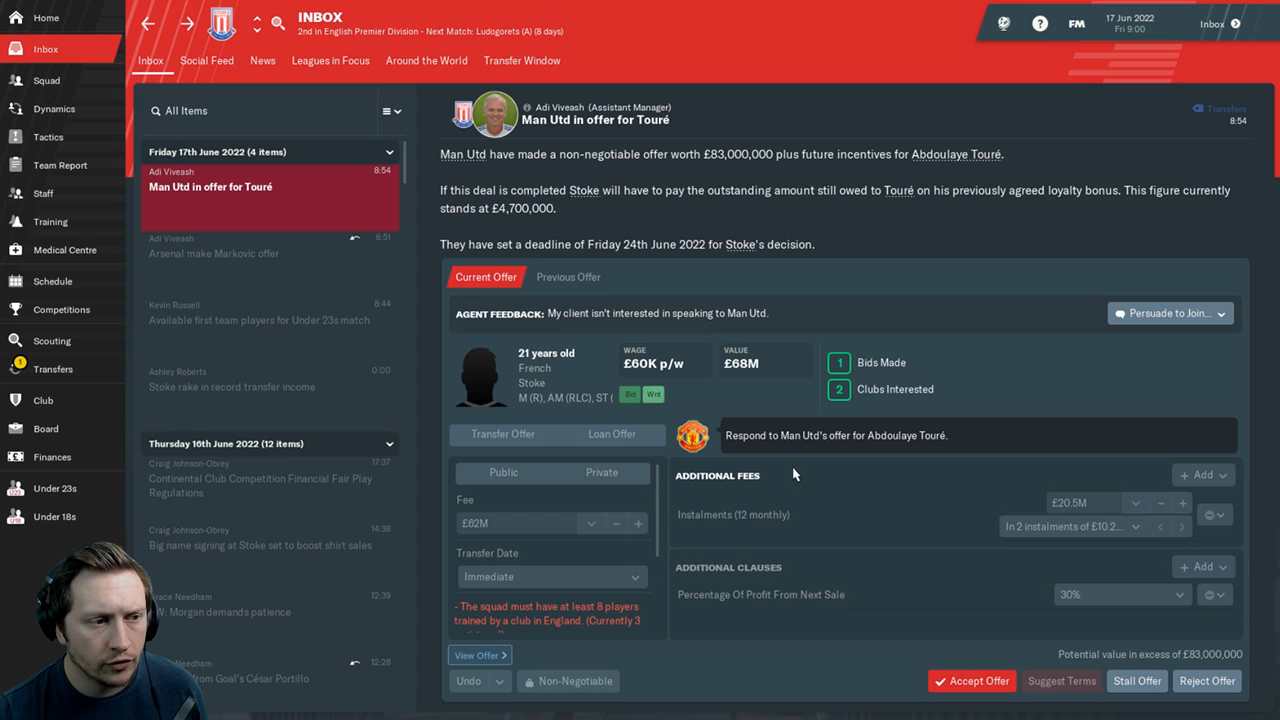 Home
Inbox
Squad
Dynamics
Tactics
Team Report
Staff
Training
Medical Centre
Schedule
Competitions
Scouting
1
Transfers
Club
Board
Finances
Under 23s
Under 18s
INBOX
2nd in English Premier Division - Next Match: Ludogorets (A) (8 days)
? FM
17 Jun 2022
Fri 9:00
Inbox
Inbox Social Feed News Leagues in Focus Around the World Transfer Window
All Items
Friday 17th June 2022 (4 items)
Adi Viveash 8:54
Man Utd in offer for Touré
Adi Viveash 8:51
Arsenal make Markovic offer
Kevin Russell 8:44
Available first team players for Under 23s match
Ashley Roberts 0:00
Stoke rake in record transfer income
Thursday 16th June 2022 (12 items)
Craig Johnson-Obrey 17:37
Continental Club Competition Financial Fair Play
Regulations
Craig Johnson-Obrey 14:38
Big name signing at Stoke set to boost shirt sales
race Needham 12:39
W: Morgan demands patience
Needham 12:28
from Goal's César Portillo
Adi Viveash (Assistant Manager)
Man Utd in offer for Touré
Transfers
8:54
Man Utd have made a non-negotiable offer worth £83,000,000 plus future incentives for Abdoulaye Touré.
If this deal is completed Stoke will have to pay the outstanding amount still owed to Touré on his previously agreed loyalty bonus. This figure currently
stands at £4,700,000.
They have set a deadline of Friday 24th June 2022 for Stoke's decision.
Current Offer Previous Offer
AGENT FEEDBACK: My client isn't interested in speaking to Man Utd.
Persuade to Join...
21 years old
French
Stoke
M (R), AM (RLC), ST (
WAGE
£60K p/w
VALUE
£68M
Bid Wnt
1 Bids Made
2 Clubs Interested
Transfer Offer Loan Offer
Respond to Man Utd's offer for Abdoulaye Touré.
Public Private
Fee
£62M
Transfer Date
Immediate
- The squad must have at least 8 players
trained by a club in England. (Currently 3
ADDITIONAL FEES
Add
Instalments (12 monthly)
£20.5M
In 2 instalments of £10.2...
ADDITIONAL CLAUSES
Add
Percentage Of Profit From Next Sale
30%
View Offer
Potential value in excess of £83,000,000
Undo Non-Negotiable
Accept Offer Suggest Terms Stall Offer Reject Offer